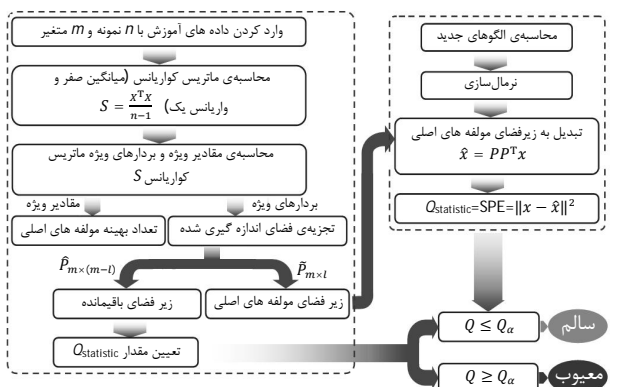 وارد کردن داده های آموزش با n نمونه و m متغیر
محاسبه‌ی ماتریس کواریانس (میانگین صفر و
واریانس یک) S = XᵀX / n−1
محاسبه‌ی مقادیر ویژه و بردارهای ویژه ماتریس
کواریانس S
بردارهای ویژه
مقادیر ویژه
تجزیه‌ی فضای اندازه گیری شده
تعداد بهینه مولفه های اصلی
P̃m×l
P̂m×(m−l)
زیر فضای مولفه های اصلی
زیر فضای باقیمانده
تعیین مقدار Qstatistic
محاسبه‌ی الگوهای جدید
نرمال‌سازی
تبدیل به زیرفضای مولفه های اصلی
x̂ = PPᵀx
Qstatistic=SPE=‖x − x̂‖²
Q ≤ Qα
سالم
Q ≥ Qα
معیوب